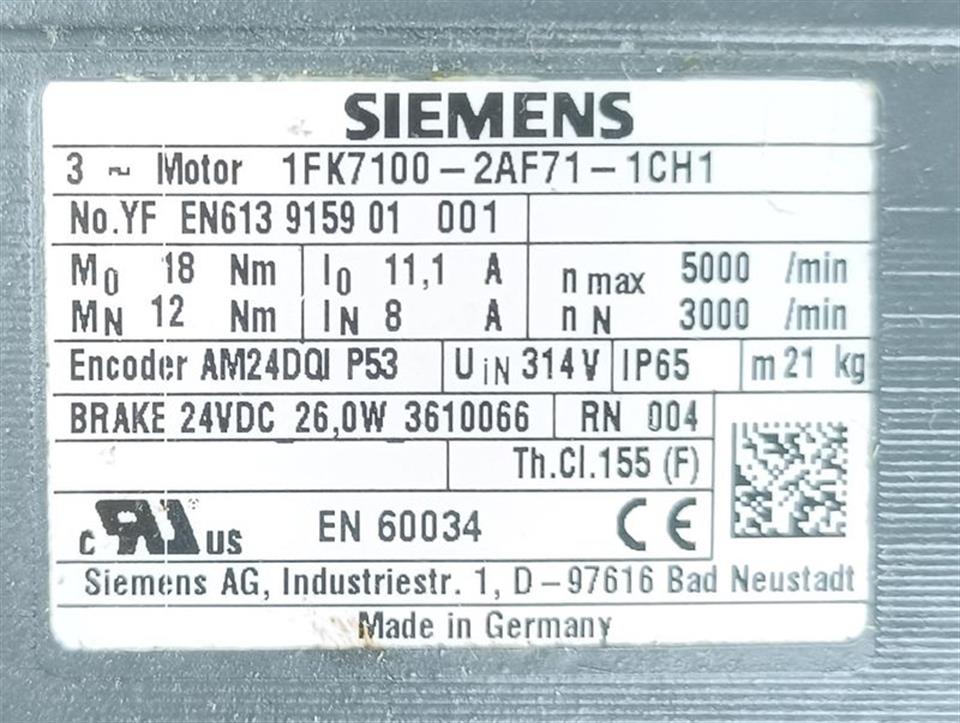 SIEMENS
3 ~ Motor 1FK7100-2AF71-1CH1
No.YF EN613 9159 01 001
M0 18 Nm I0 11,1 A n max 5000 /min
MN 12 Nm IN 8 A n N 3000 /min
Encoder AM24DQI P53 UiN 314V IP65 m 21 kg
BRAKE 24VDC 26,0W 3610066 RN 004
Th.Cl.155 (F)
c RU ® US EN 60034 CE
Siemens AG, Industriestr. 1, D-97616 Bad Neustadt
Made in Germany